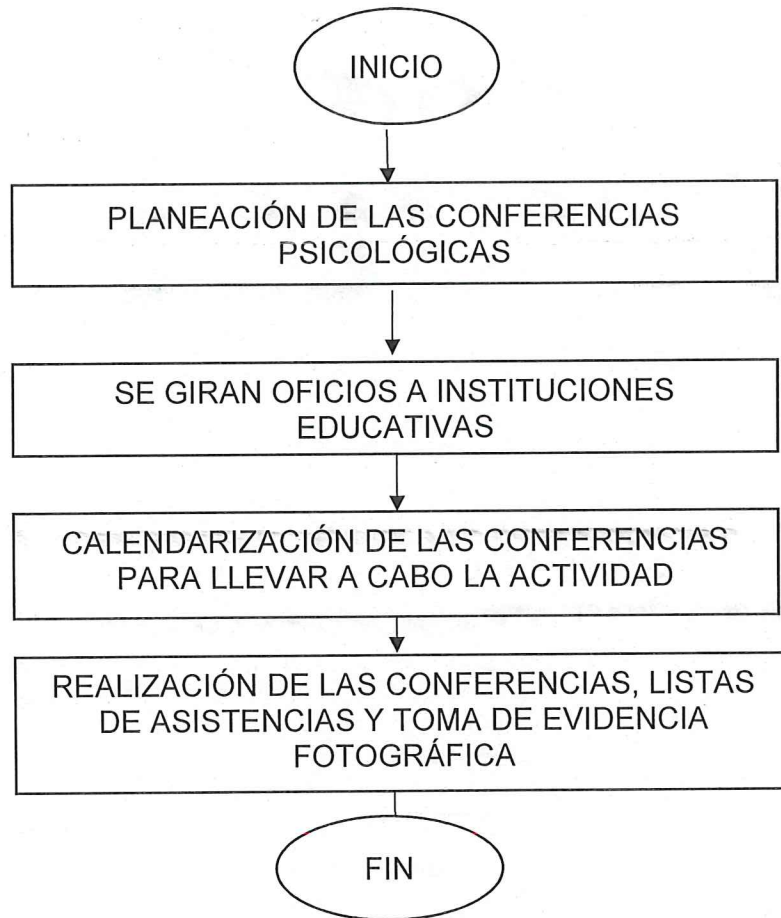 INICIO
PLANEACIÓN DE LAS CONFERENCIAS
PSICOLÓGICAS
SE GIRAN OFICIOS A INSTITUCIONES
EDUCATIVAS
CALENDARIZACIÓN DE LAS CONFERENCIAS
PARA LLEVAR A CABO LA ACTIVIDAD
REALIZACIÓN DE LAS CONFERENCIAS, LISTAS
DE ASISTENCIAS Y TOMA DE EVIDENCIA
FOTOGRÁFICA
FIN